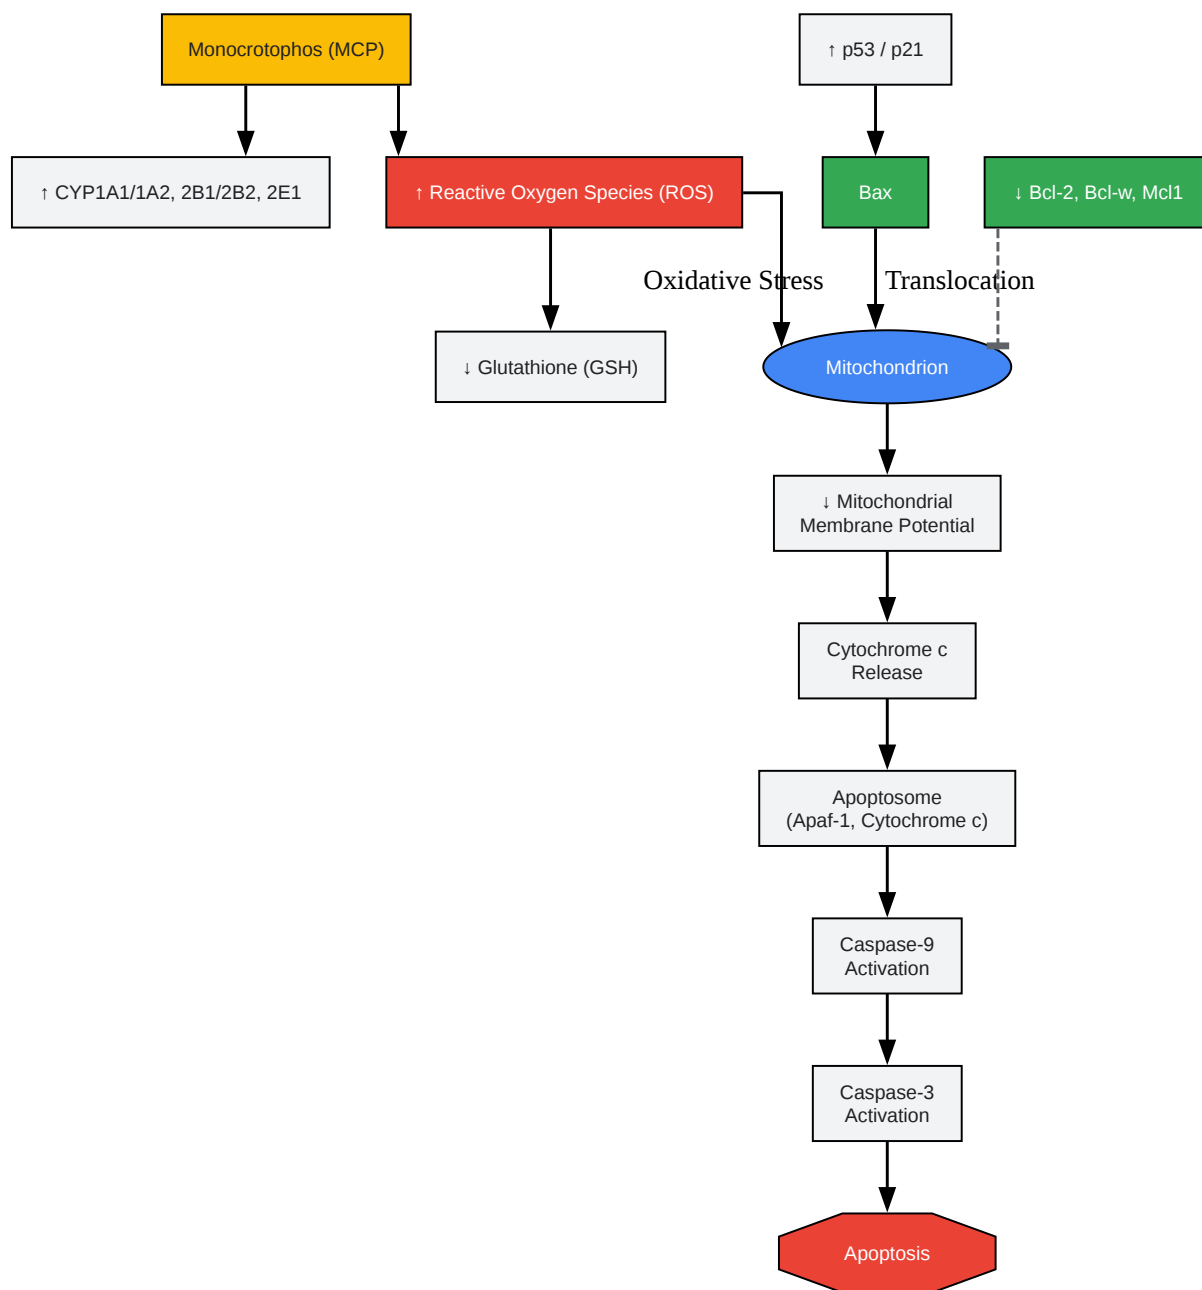 Monocrotophos (MCP)
↑ p53 / p21
↑ CYP1A1/1A2, 2B1/2B2, 2E1
↑ Reactive Oxygen Species (ROS)
Bax
↓ Bcl-2, Bcl-w, Mcl1
Oxidative Stress
Translocation
↓ Glutathione (GSH)
Mitochondrion
↓ Mitochondrial
Membrane Potential
Cytochrome c
Release
Apoptosome
(Apaf-1, Cytochrome c)
Caspase-9
Activation
Caspase-3
Activation
Apoptosis